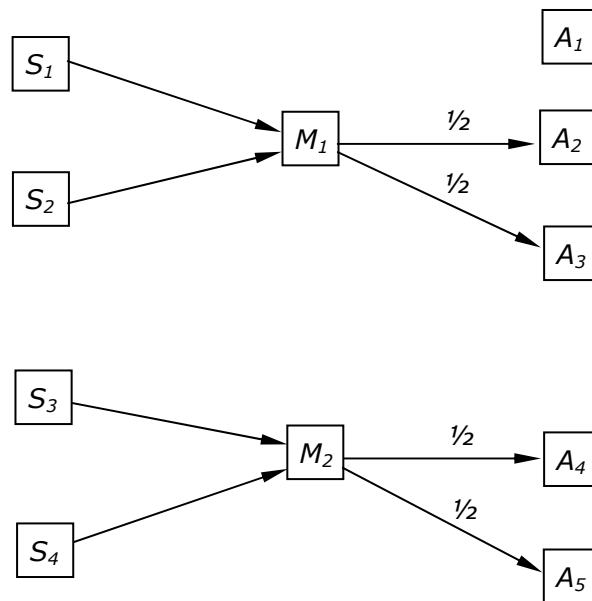 A₁
S₁
½
M₁
A₂
½
S₂
A₃
S₃
½
M₂
A₄
½
S₄
A₅